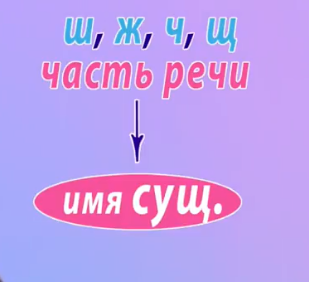 ш, ж, ч, щ
часть речи
имя сущ.